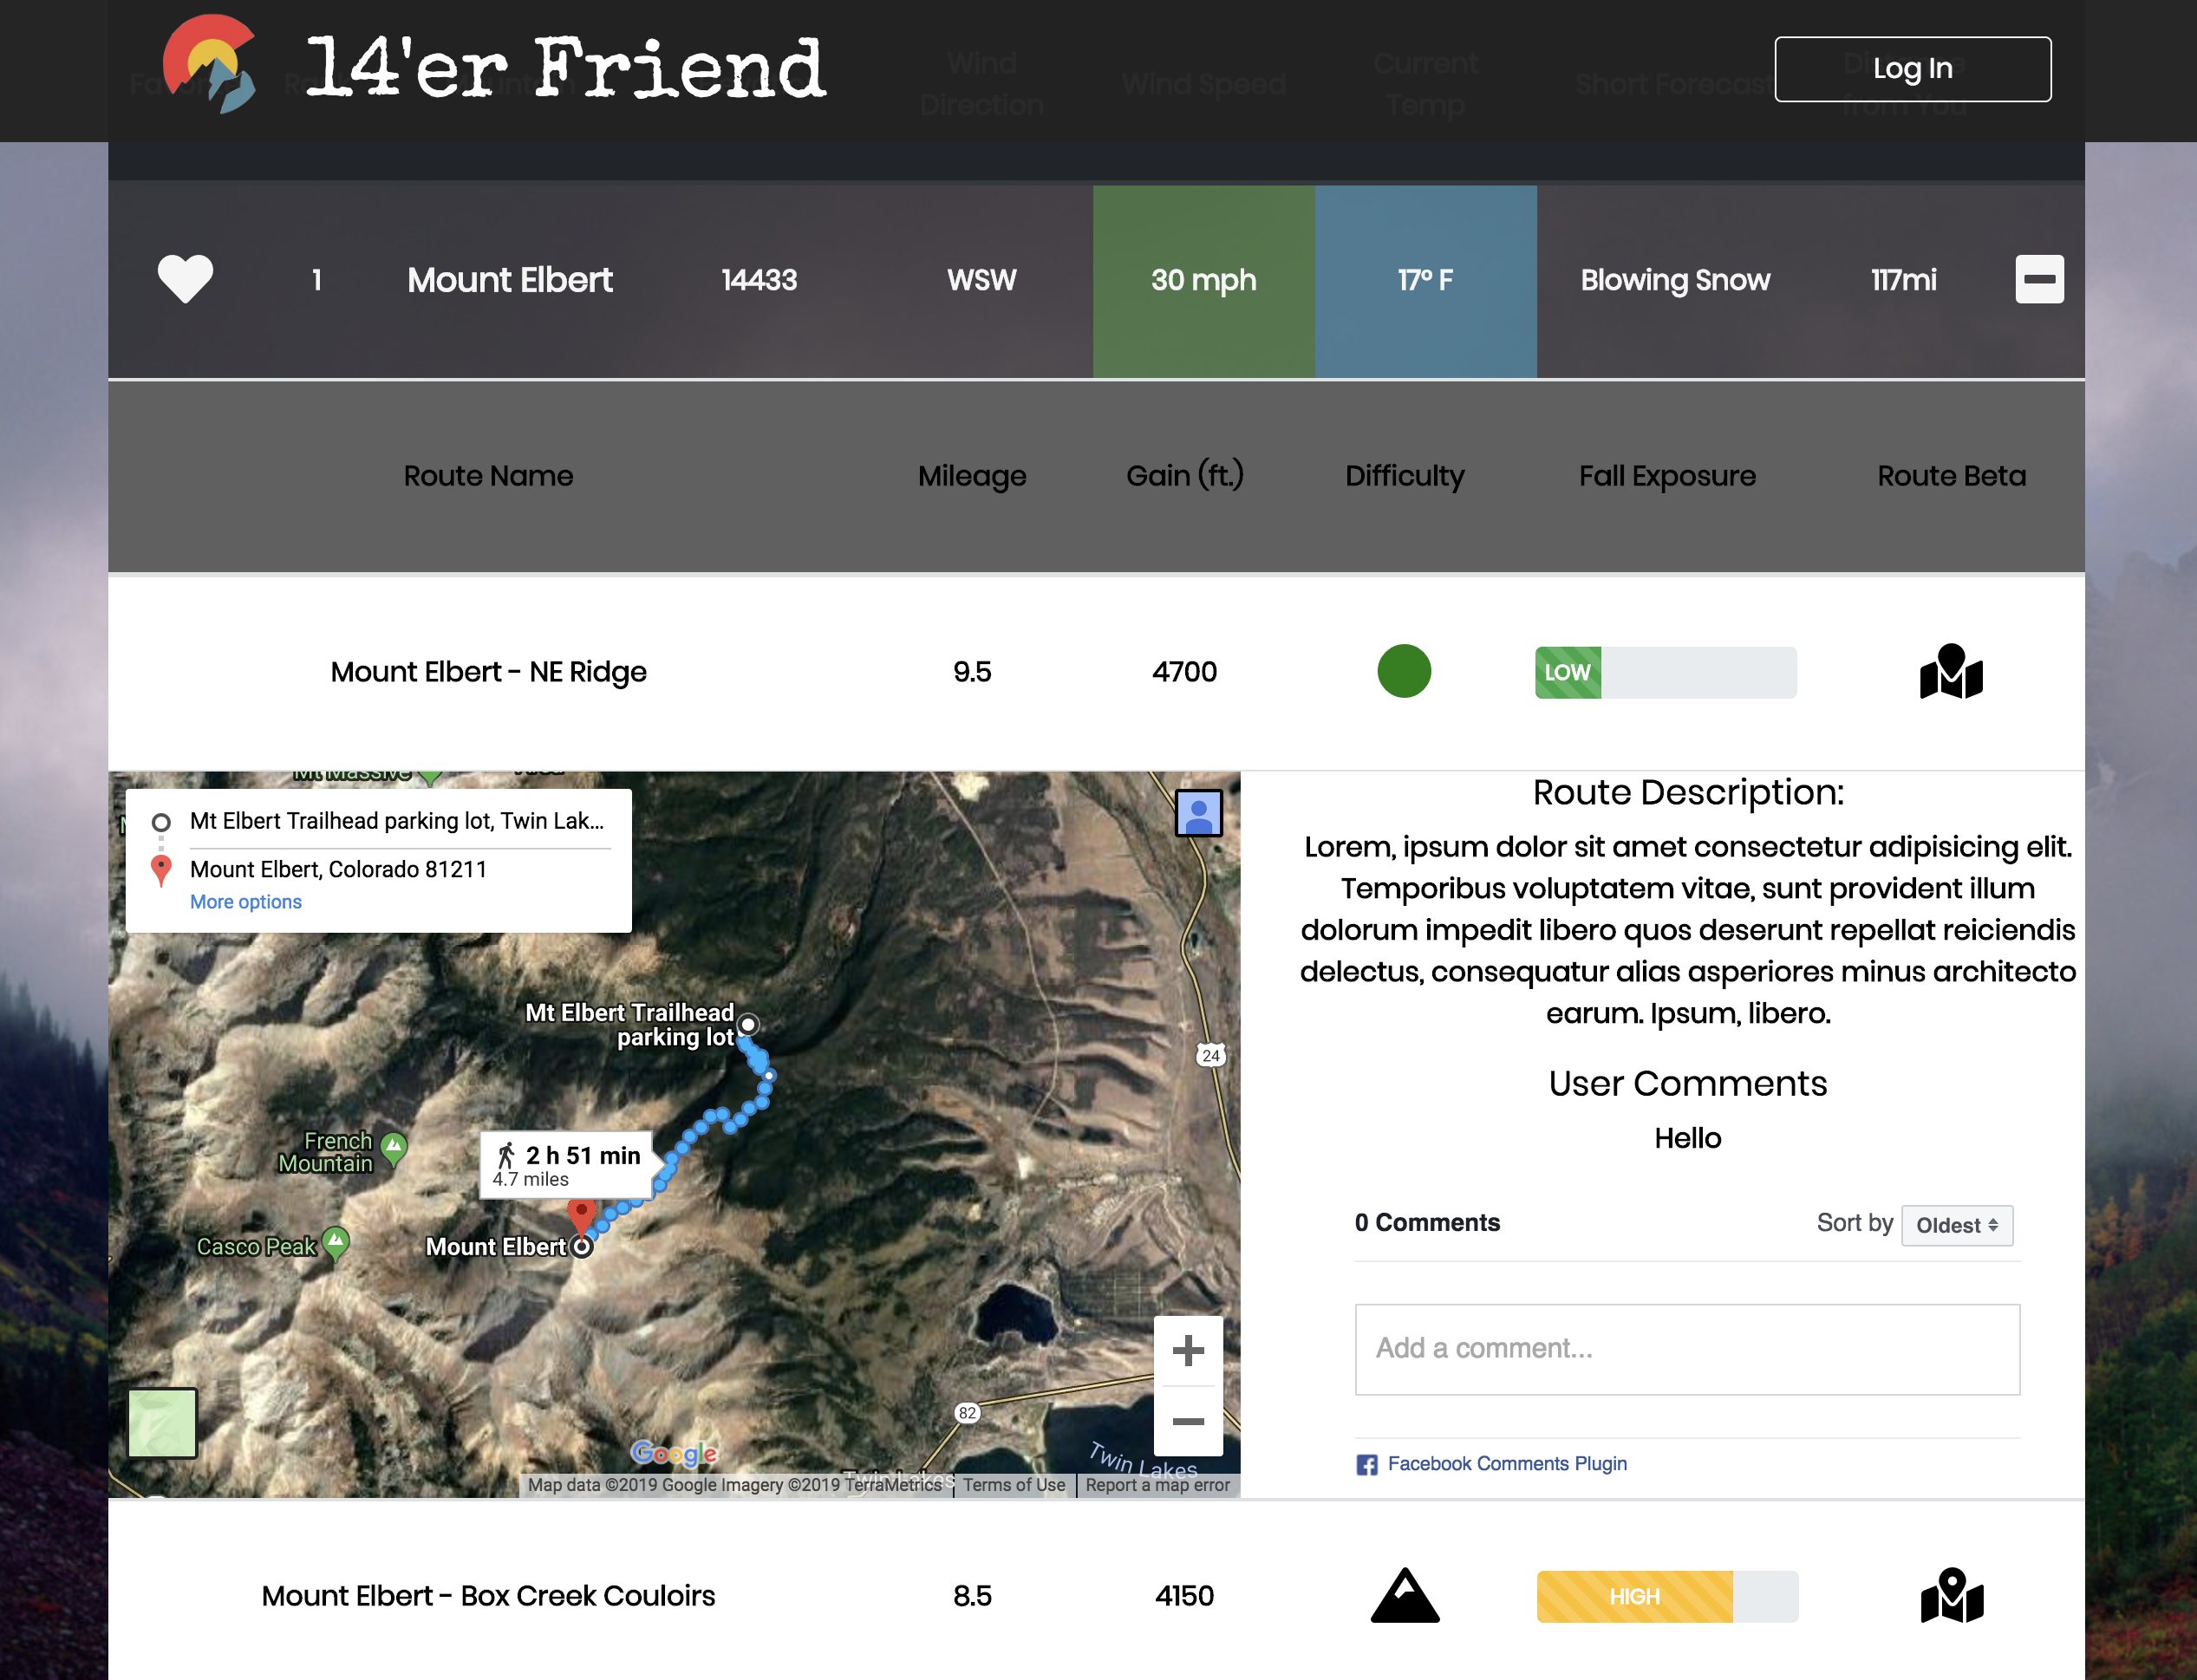 14'er Friend
Wind Direction
Wind Speed
Current Temp
Short Forecast
Log In
1
Mount Elbert
14433
WSW
30 mph
17° F
Blowing Snow
117mi
Route Name
Mileage
Gain (ft.)
Difficulty
Fall Exposure
Route Beta
Mount Elbert - NE Ridge
9.5
4700
LOW
Mt Massive
Mt Elbert Trailhead parking lot, Twin Lak...
Mount Elbert, Colorado 81211
More options
Mt Elbert Trailhead
parking lot
24
French
Mountain
2 h 51 min
4.7 miles
Casco Peak
Mount Elbert
82
Twin Lakes
Google
Twin Lakes
Map data ©2019 Google Imagery ©2019 TerraMetrics
Terms of Use
Report a map error
Route Description:
Lorem, ipsum dolor sit amet consectetur adipisicing elit.
Temporibus voluptatem vitae, sunt provident illum
dolorum impedit libero quos deserunt repellat reiciendis
delectus, consequatur alias asperiores minus architecto
earum. Ipsum, libero.
User Comments
Hello
0 Comments
Sort by
Oldest
Add a comment...
Facebook Comments Plugin
Mount Elbert - Box Creek Couloirs
8.5
4150
HIGH